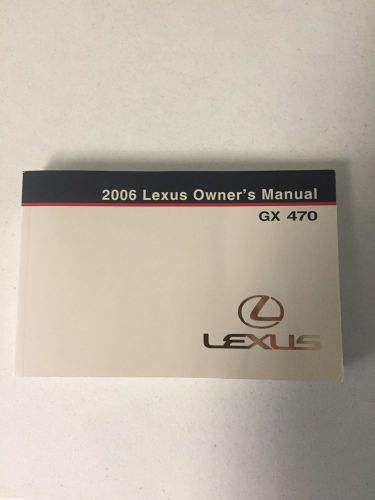 2006 Lexus Owner's Manual
GX 470
LEXUS